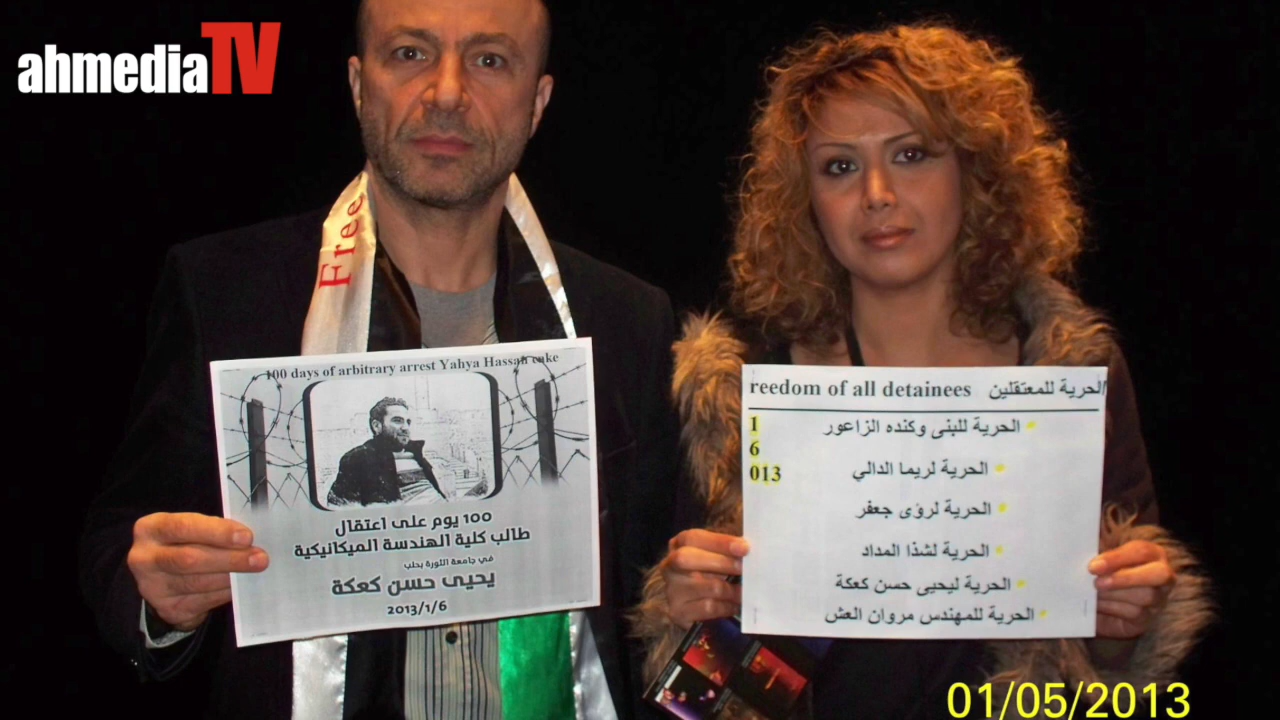 ahmediaTV
Free
100 days of arbitrary arrest Yahya Hassan cake
100 يوم على اعتقال
طالب كلية الهندسة الميكانيكية
في جامعة الثورة بحلب
يحيى حسن كعكة
2013/1/6
reedom of all detainees الحرية للمعتقلين
1
6
013
الحرية للبنى وكنده الزاعور
الحرية لريما الدالي
الحرية لرؤى جعفر
الحرية لشذا المداد
الحرية ليحيى حسن كعكة
الحرية للمهندس مروان العش
01/05/2013